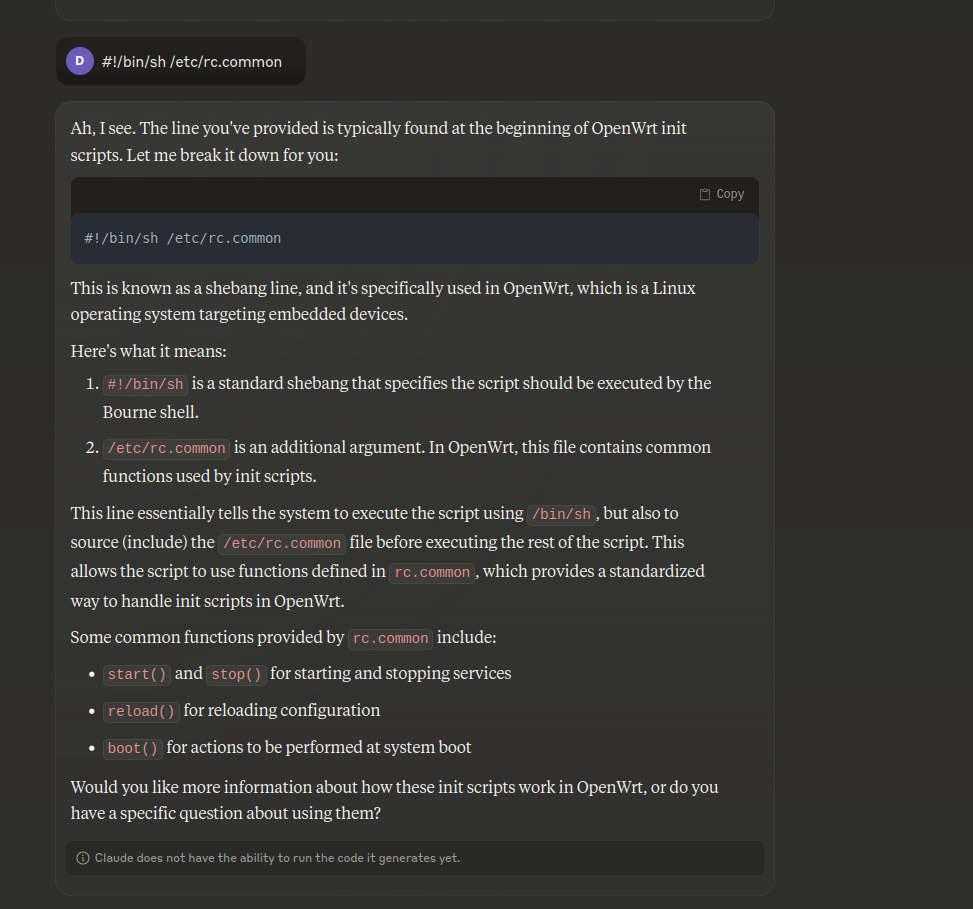 D #!/bin/sh /etc/rc.common
Ah, I see. The line you've provided is typically found at the beginning of OpenWrt init
scripts. Let me break it down for you:
Copy
#!/bin/sh /etc/rc.common
This is known as a shebang line, and it's specifically used in OpenWrt, which is a Linux
operating system targeting embedded devices.
Here's what it means:
1. #!/bin/sh is a standard shebang that specifies the script should be executed by the
Bourne shell.
2. /etc/rc.common is an additional argument. In OpenWrt, this file contains common
functions used by init scripts.
This line essentially tells the system to execute the script using /bin/sh, but also to
source (include) the /etc/rc.common file before executing the rest of the script. This
allows the script to use functions defined in rc.common, which provides a standardized
way to handle init scripts in OpenWrt.
Some common functions provided by rc.common include:
• start() and stop() for starting and stopping services
• reload() for reloading configuration
• boot() for actions to be performed at system boot
Would you like more information about how these init scripts work in OpenWrt, or do you
have a specific question about using them?
Claude does not have the ability to run the code it generates yet.